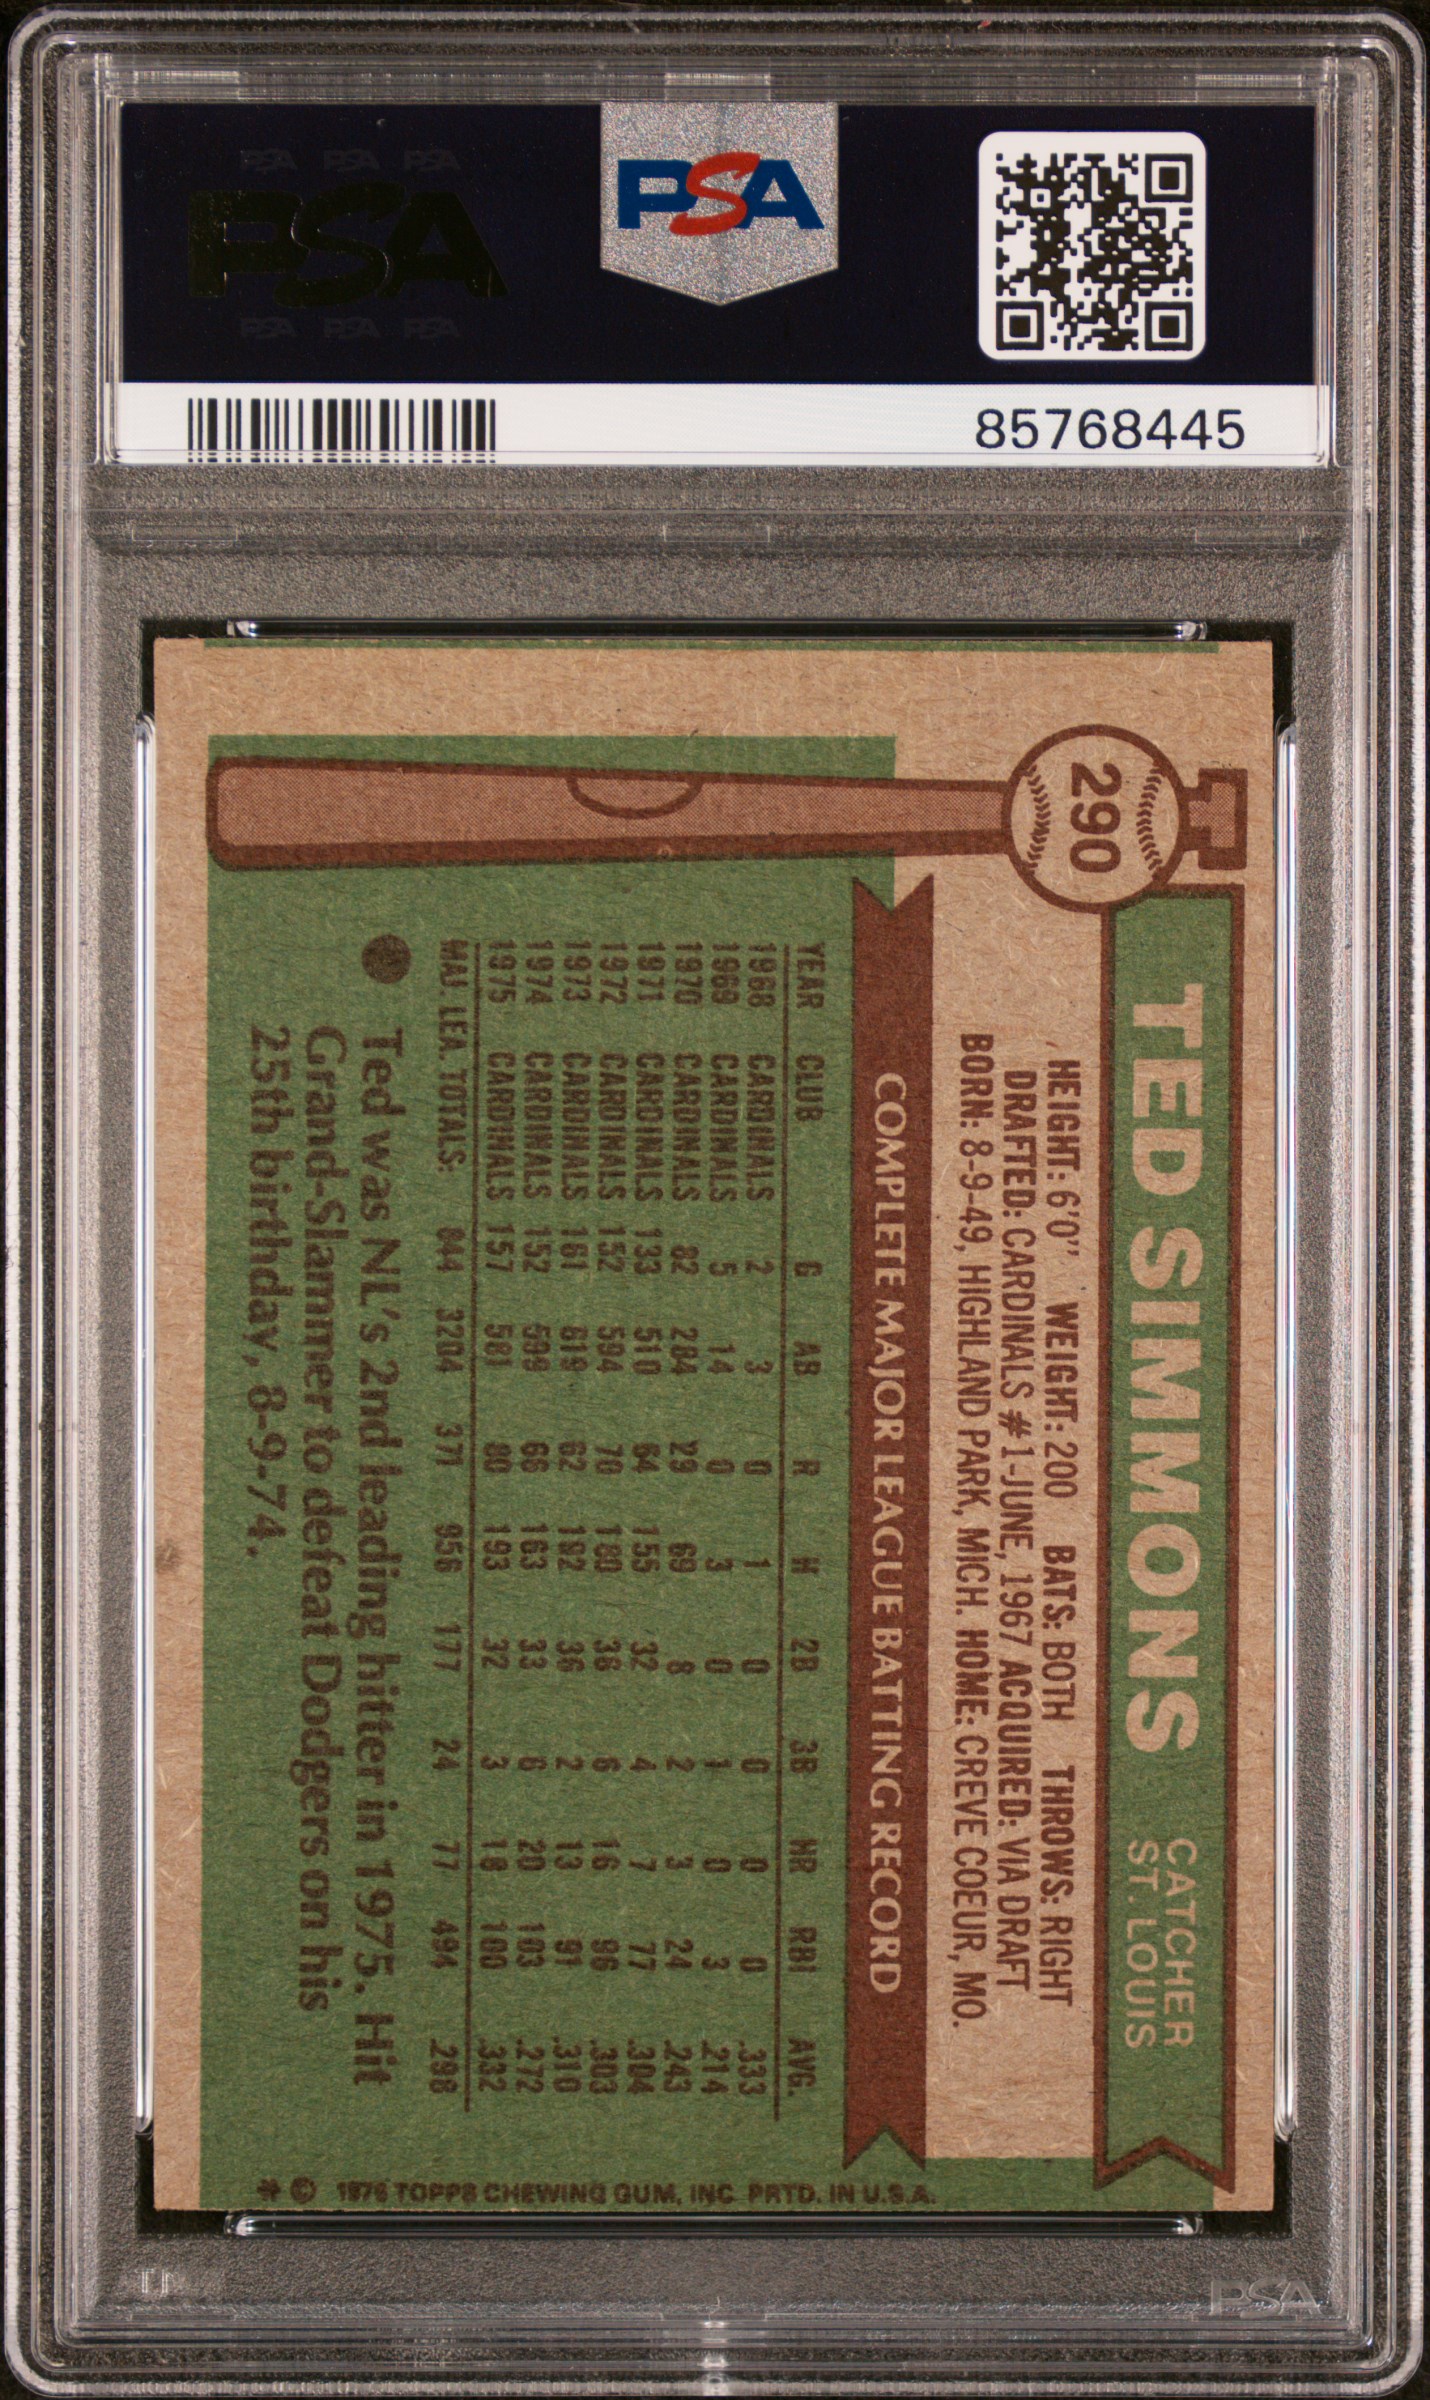 PSA PSA PSA
PSA
PSA PSA PSA
PSA
85768445
290
TED SIMMONS
CATCHER
ST. LOUIS
HEIGHT: 6'0" WEIGHT: 200 BATS: BOTH THROWS: RIGHT
DRAFTED: CARDINALS #1-JUNE, 1967 ACQUIRED: VIA DRAFT
BORN: 8-9-49, HIGHLAND PARK, MICH. HOME: CREVE COEUR, MO.
COMPLETE MAJOR LEAGUE BATTING RECORD
YEAR CLUB G AB R H 2B 3B HR RBI AVG.
1968 CARDINALS 2 3 0 1 0 0 0 0 .333
1969 CARDINALS 5 14 0 3 0 1 0 3 .214
1970 CARDINALS 82 284 29 69 8 2 3 24 .243
1971 CARDINALS 133 510 64 155 32 4 7 77 .304
1972 CARDINALS 152 594 70 180 36 6 16 96 .303
1973 CARDINALS 161 619 62 192 36 2 13 91 .310
1974 CARDINALS 152 599 66 163 33 6 20 103 .272
1975 CARDINALS 157 581 80 193 32 3 18 100 .332
MAJ. LEA. TOTALS: 844 3204 371 956 177 24 77 494 .298
Ted was NL's 2nd leading hitter in 1975. Hit
Grand-Slammer to defeat Dodgers on his
25th birthday, 8-9-74.
* © 1976 TOPPS CHEWING GUM, INC. PRTD. IN U.S.A.
PSA